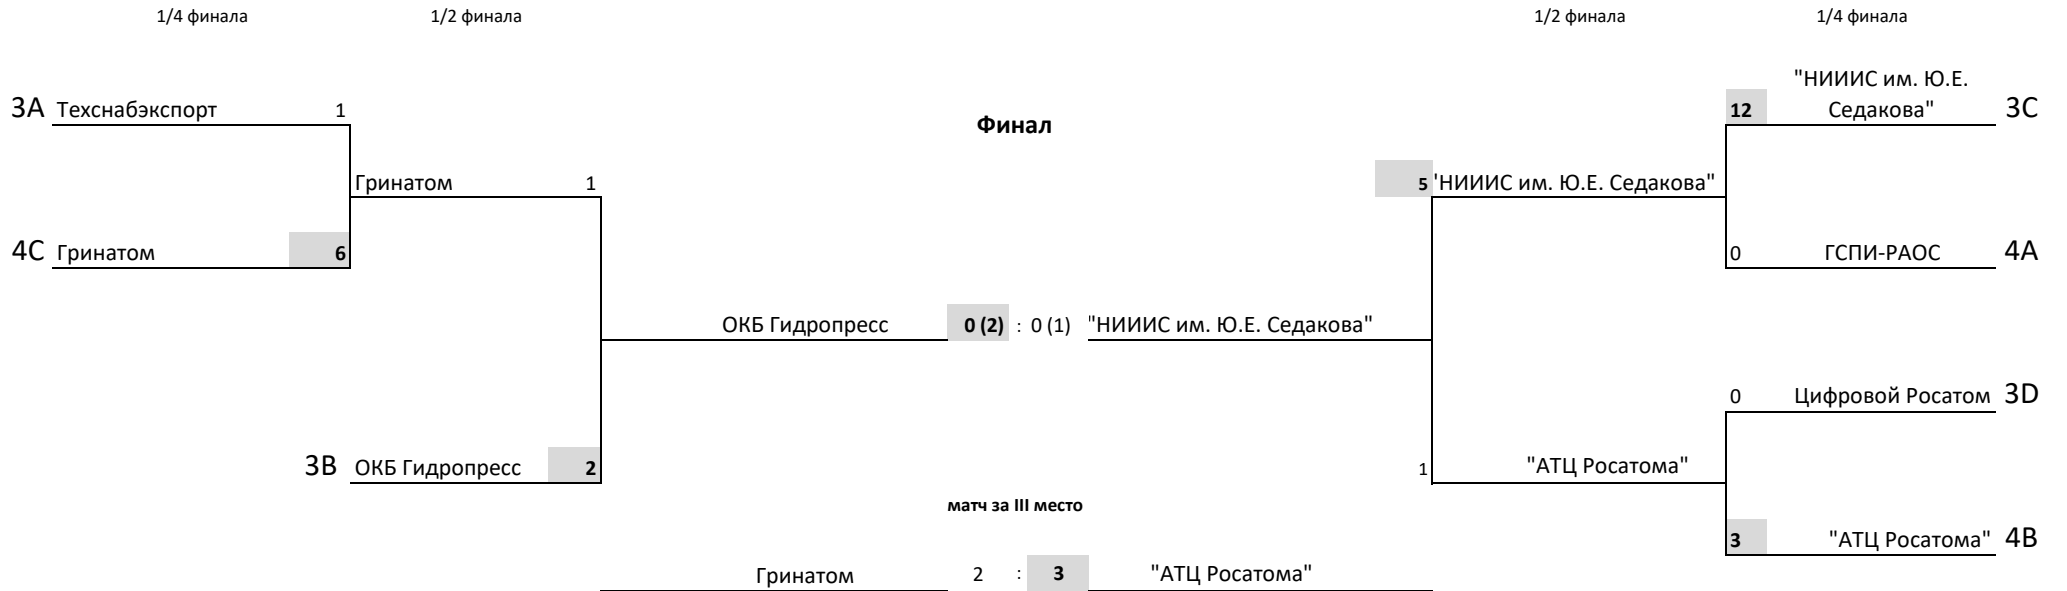 1/4 финала 1/2 финала 1/2 финала 1/4 финала
"НИИИС им. Ю.Е.
3А Техснабэкспорт 1 12 Седакова" 3С
Финал
Гринатом 1 5 "НИИИС им. Ю.Е. Седакова"
4С Гринатом 6 0 ГСПИ-РАОС 4А
ОКБ Гидропресс 0 (2) : 0 (1) "НИИИС им. Ю.Е. Седакова"
0 Цифровой Росатом 3D
3В ОКБ Гидропресс 2 1 "АТЦ Росатома"
матч за III место
3 "АТЦ Росатома" 4В
Гринатом 2 : 3 "АТЦ Росатома"